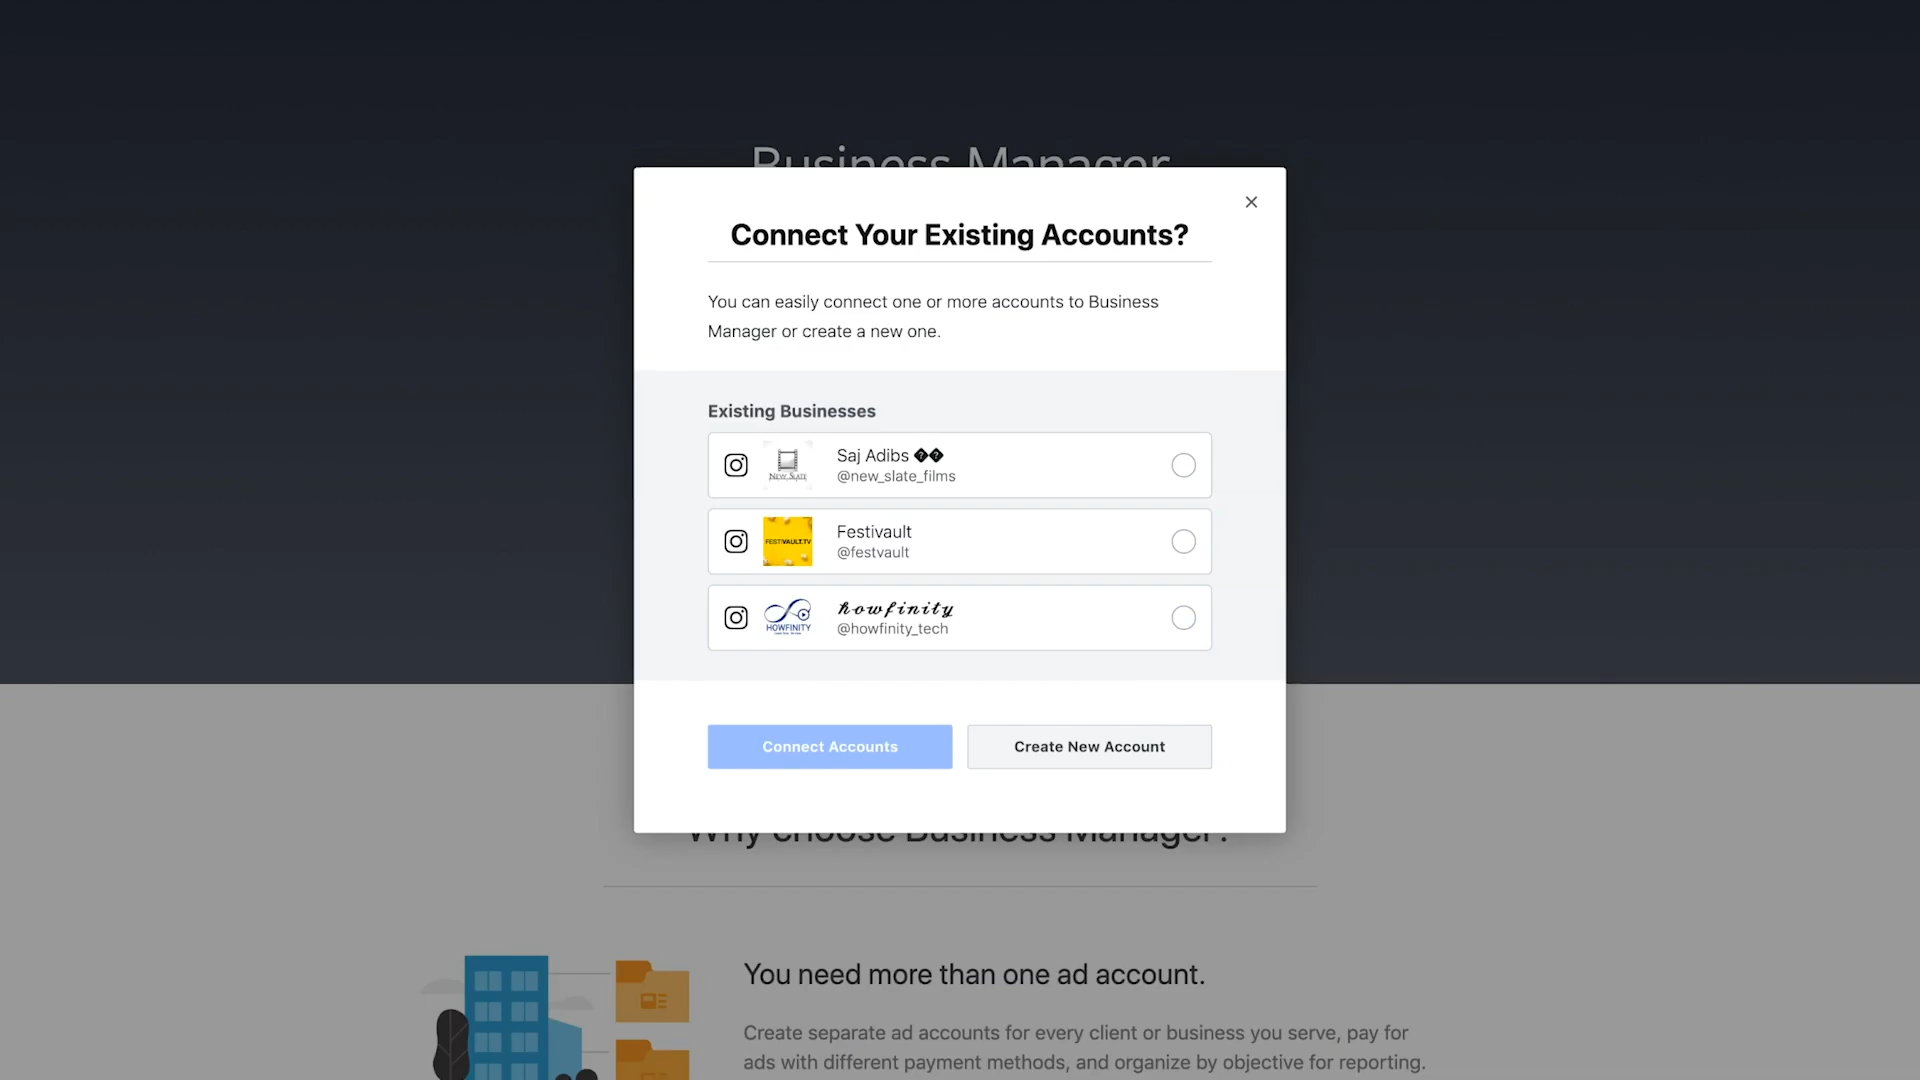 Business Manager
Connect Your Existing Accounts?
You can easily connect one or more accounts to Business
Manager or create a new one.
Existing Businesses
NEW SLATE
Saj Adibs ��
@new_slate_films
FESTIVAULT.TV
Festivault
@festvault
HOWFINITY
𝓱𝓸𝔀𝓯𝓲𝓷𝓲𝓽𝔂
@howfinity_tech
Connect Accounts
Create New Account
Why choose Business Manager?
You need more than one ad account.
Create separate ad accounts for every client or business you serve, pay for
ads with different payment methods, and organize by objective for reporting.